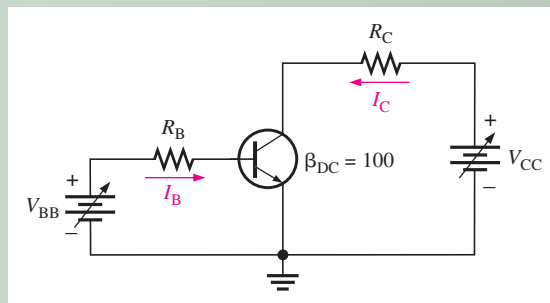 R_C
I_C
R_B
β_DC = 100
+
V_CC
−
I_B
+
V_BB
−